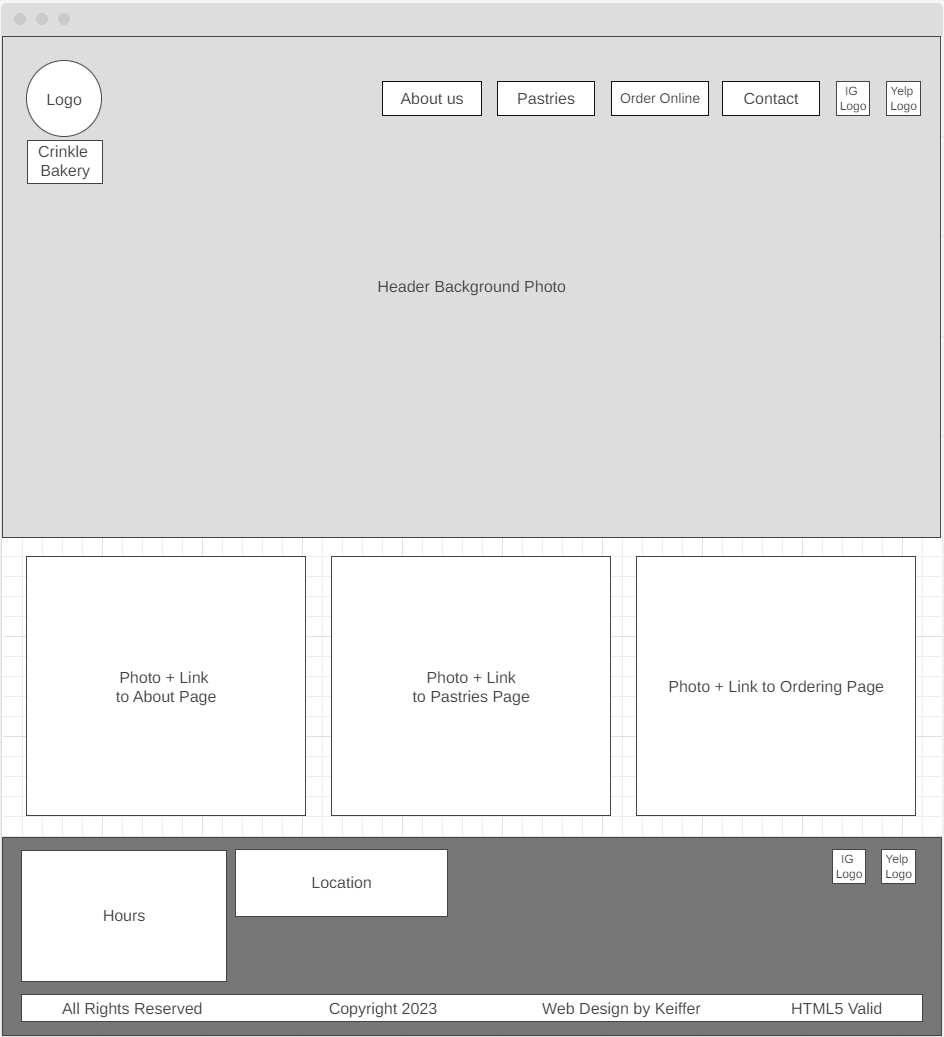 Logo
Crinkle
Bakery
About us
Pastries
Order Online
Contact
IG
Logo
Yelp
Logo
Header Background Photo
Photo + Link
to About Page
Photo + Link
to Pastries Page
Photo + Link to Ordering Page
Hours
Location
IG
Logo
Yelp
Logo
All Rights Reserved
Copyright 2023
Web Design by Keiffer
HTML5 Valid